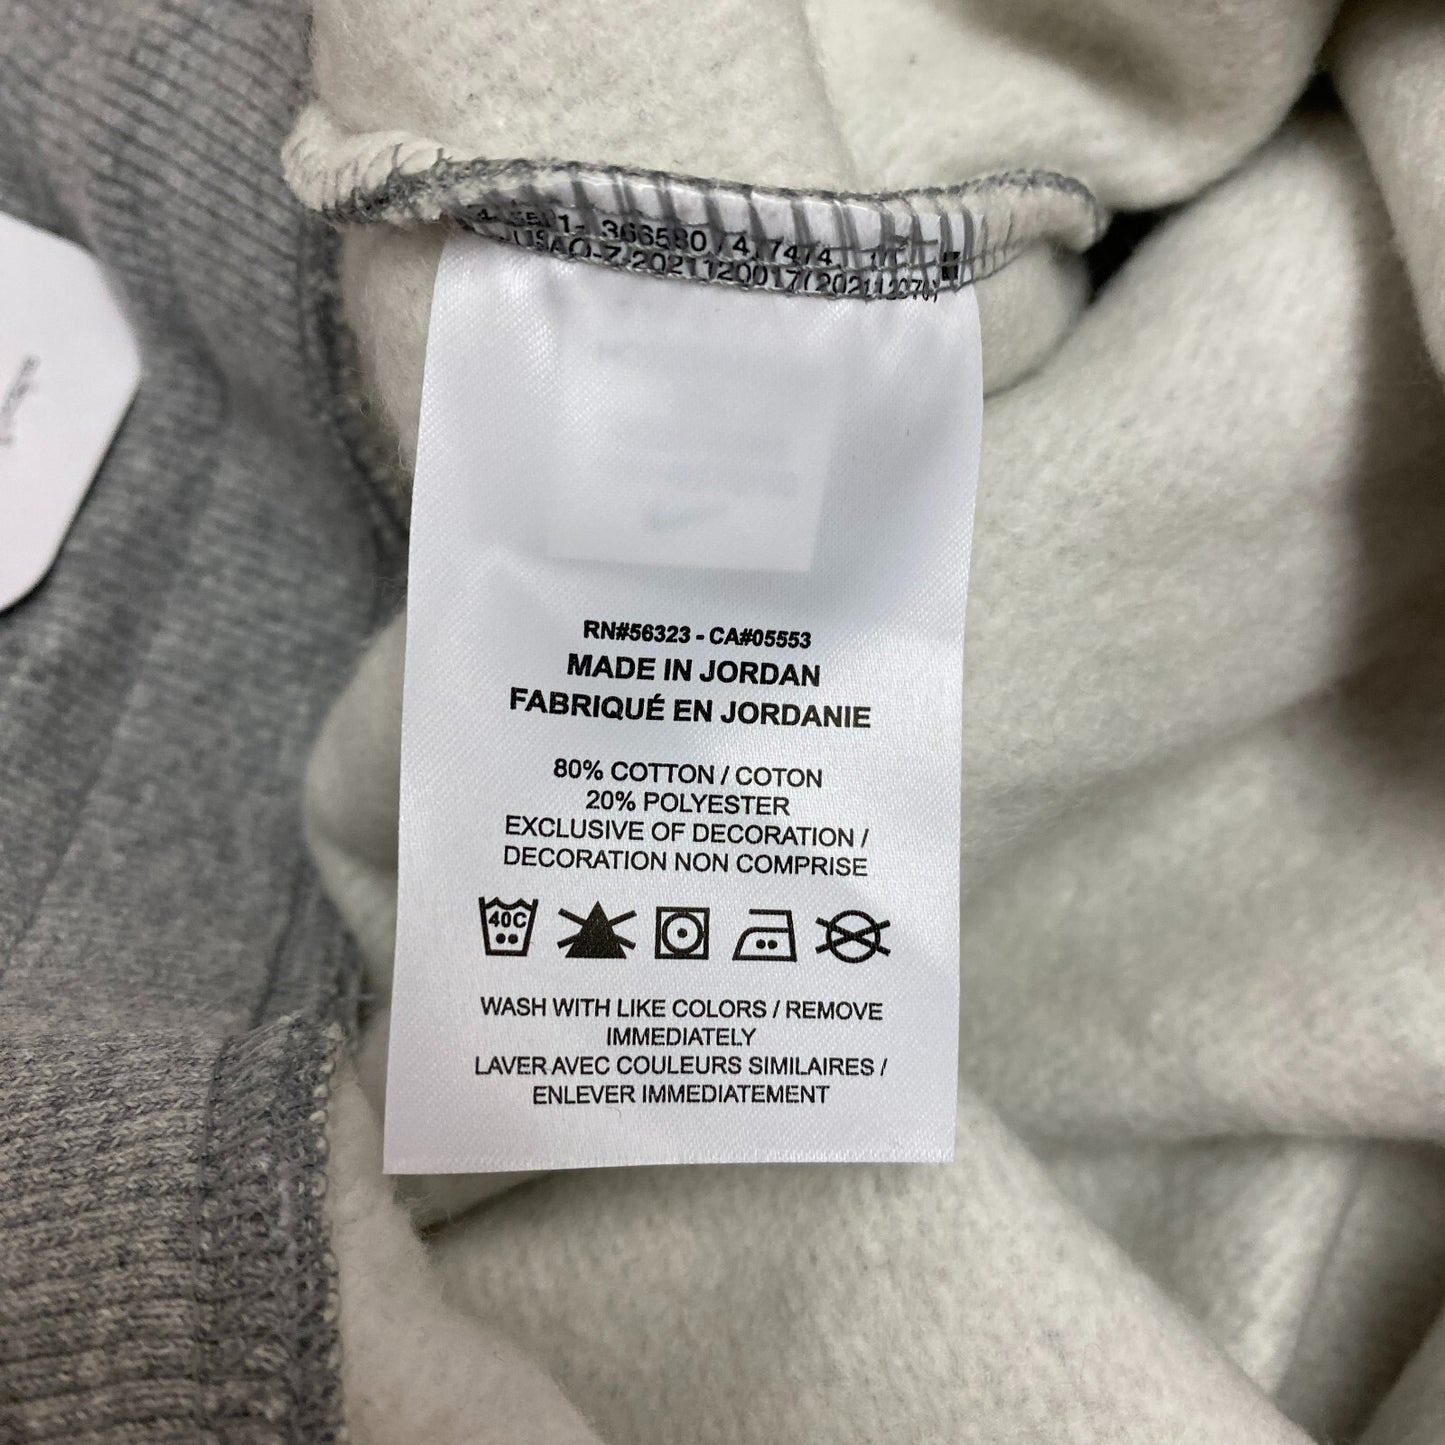 366580
RN#56323 - CA#05553
MADE IN JORDAN
FABRIQUÉ EN JORDANIE
80% COTTON / COTON
20% POLYESTER
EXCLUSIVE OF DECORATION /
DECORATION NON COMPRISE
40C
WASH WITH LIKE COLORS / REMOVE
IMMEDIATELY
LAVER AVEC COULEURS SIMILAIRES /
ENLEVER IMMEDIATEMENT